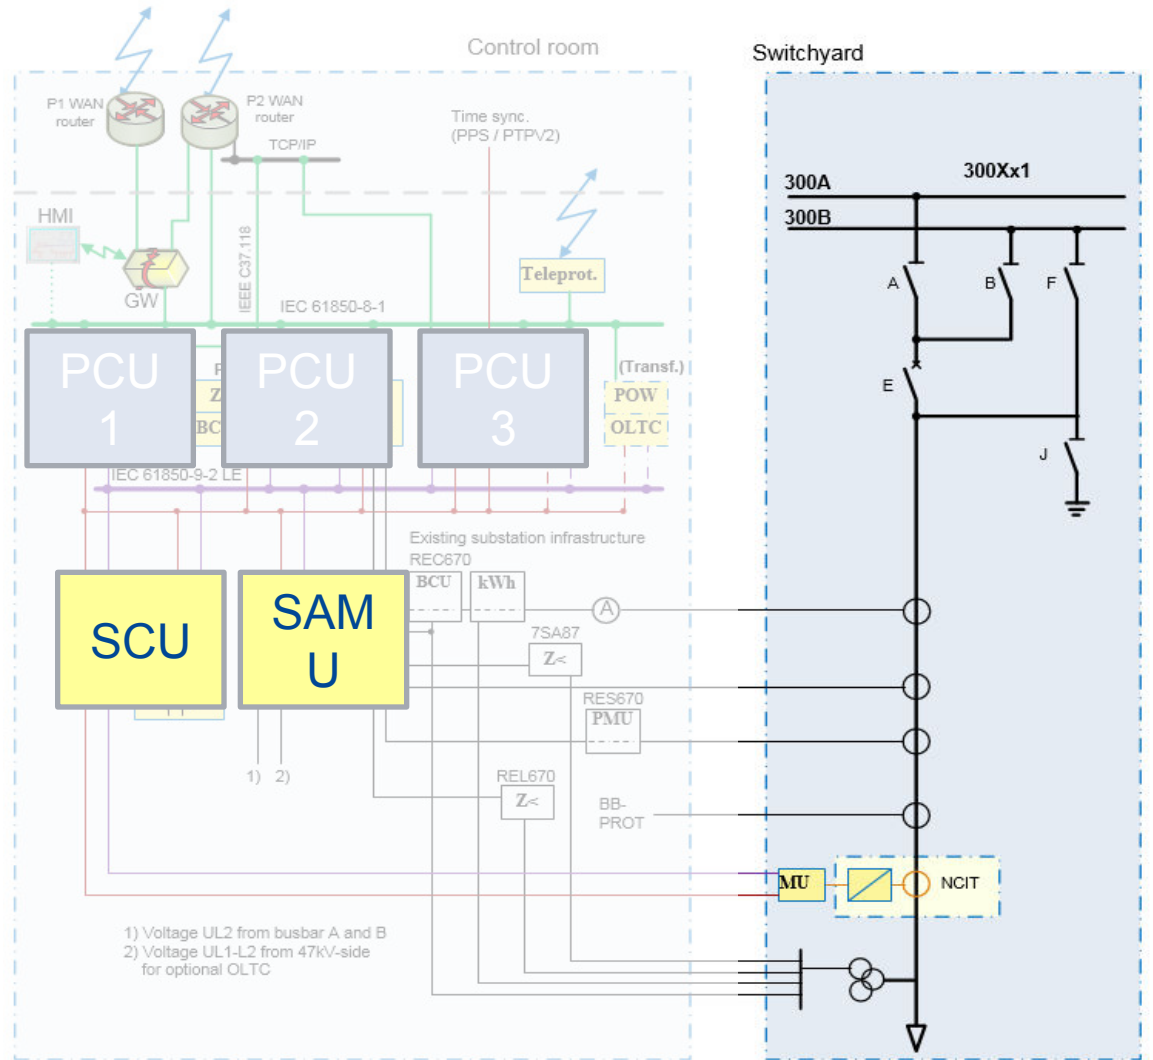 Control room
Switchyard
P1 WAN
router
P2 WAN
router
TCP/IP
Time sync.
(PPS / PTPV2)
300Xx1
300A
300B
HMI
GW
IEEE C37.118
Teleprot.
IEC 61850-8-1
A
B
F
PCU
1
PCU
2
PCU
3
(Transf.)
POW
OLTC
P
Z
BC
E
J
IEC 61850-9-2 LE
Existing substation infrastructure
REC670
BCU
kWh
A
SCU
SAM
U
7SA87
Z<
RES670
PMU
1) 2)
REL670
Z<
BB-
PROT
MU
NCIT
1) Voltage UL2 from busbar A and B
2) Voltage UL1-L2 from 47kV-side
for optional OLTC